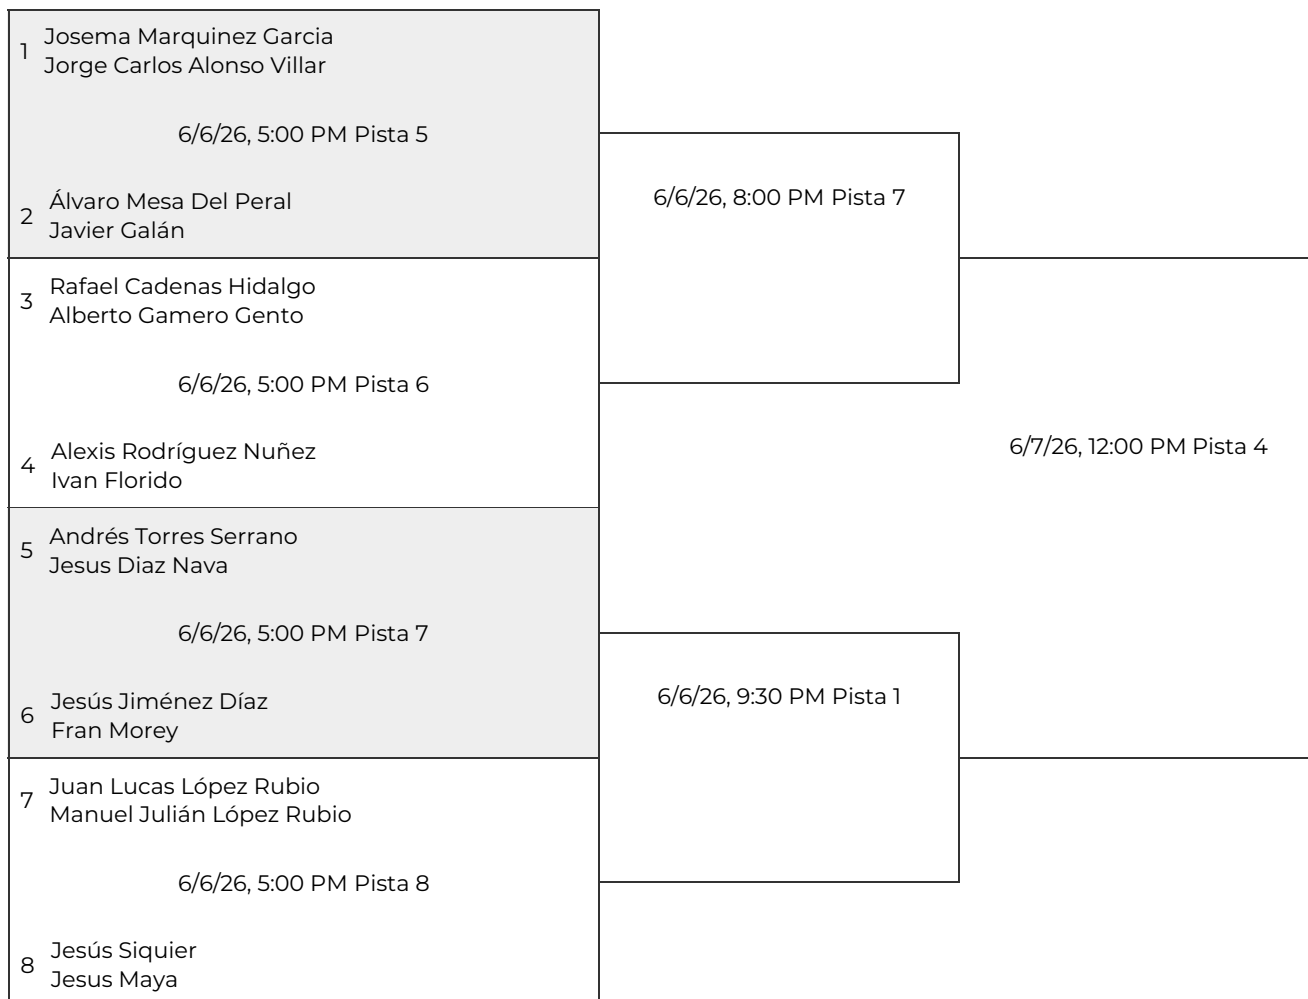 1
Josema Marquinez Garcia
Jorge Carlos Alonso Villar
6/6/26, 5:00 PM Pista 5
2
Álvaro Mesa Del Peral
Javier Galán
3
Rafael Cadenas Hidalgo
Alberto Gamero Gento
6/6/26, 5:00 PM Pista 6
4
Alexis Rodríguez Nuñez
Ivan Florido
5
Andrés Torres Serrano
Jesus Diaz Nava
6/6/26, 5:00 PM Pista 7
6
Jesús Jiménez Díaz
Fran Morey
7
Juan Lucas López Rubio
Manuel Julián López Rubio
6/6/26, 5:00 PM Pista 8
8
Jesús Siquier
Jesus Maya
6/6/26, 8:00 PM Pista 7
6/6/26, 9:30 PM Pista 1
6/7/26, 12:00 PM Pista 4